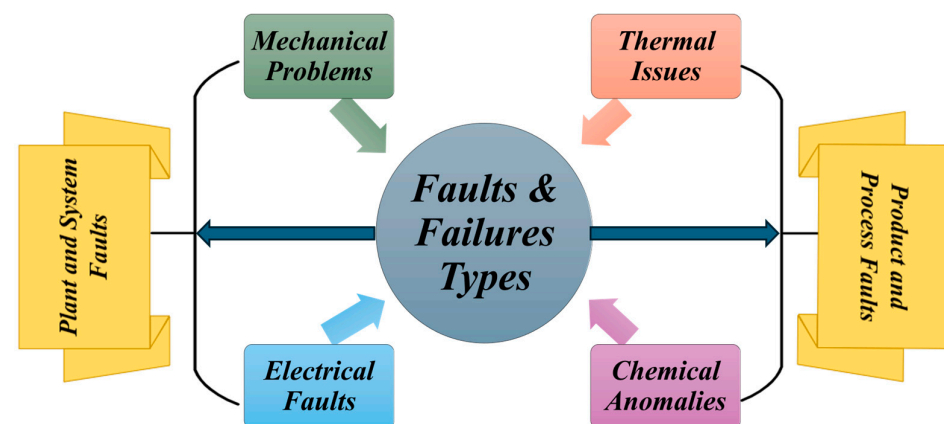 Mechanical
Problems
Thermal
Issues
Plant and System
Faults
Faults &
Failures
Types
Product and
Process Faults
Electrical
Faults
Chemical
Anomalies